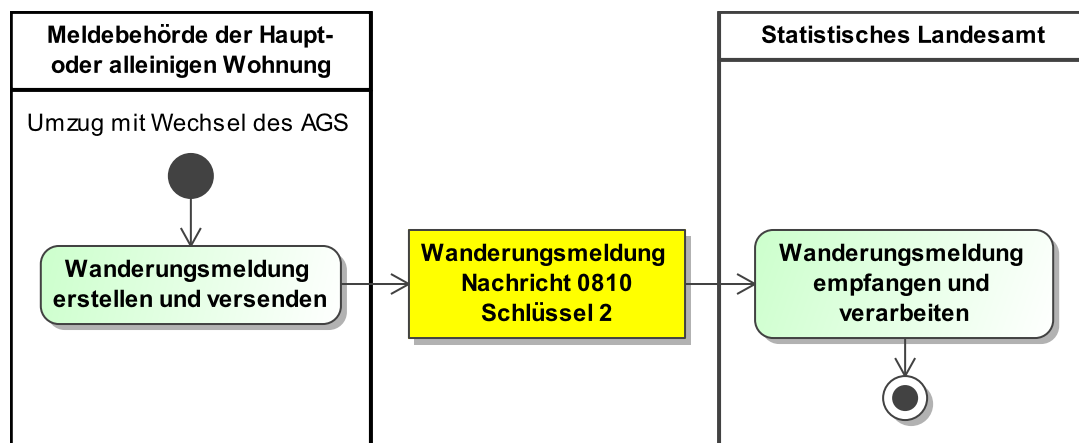 Meldebehörde der Haupt-
oder alleinigen Wohnung
Umzug mit Wechsel des AGS
Wanderungsmeldung
erstellen und versenden
Wanderungsmeldung
Nachricht 0810
Schlüssel 2
Statistisches Landesamt
Wanderungsmeldung
empfangen und
verarbeiten